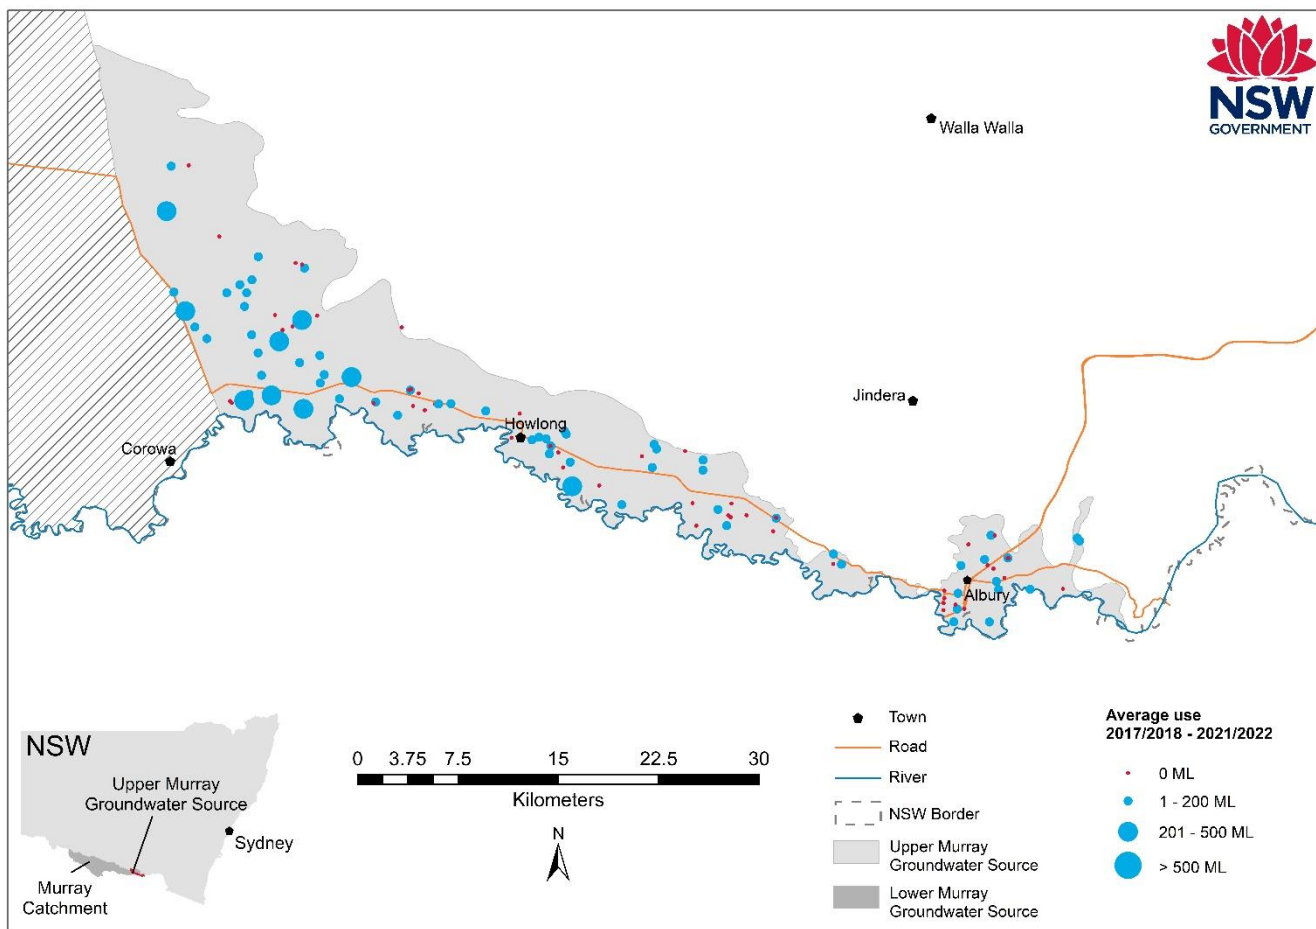 NSW
GOVERNMENT
Walla Walla
Jindera
Howlong
Corowa
Albury
NSW
Upper Murray
Groundwater Source
Sydney
Murray
Catchment
0 3.75 7.5 15 22.5 30
Kilometers
N
Town
Road
River
NSW Border
Upper Murray
Groundwater Source
Lower Murray
Groundwater Source
Average use
2017/2018 - 2021/2022
0 ML
1 - 200 ML
201 - 500 ML
> 500 ML